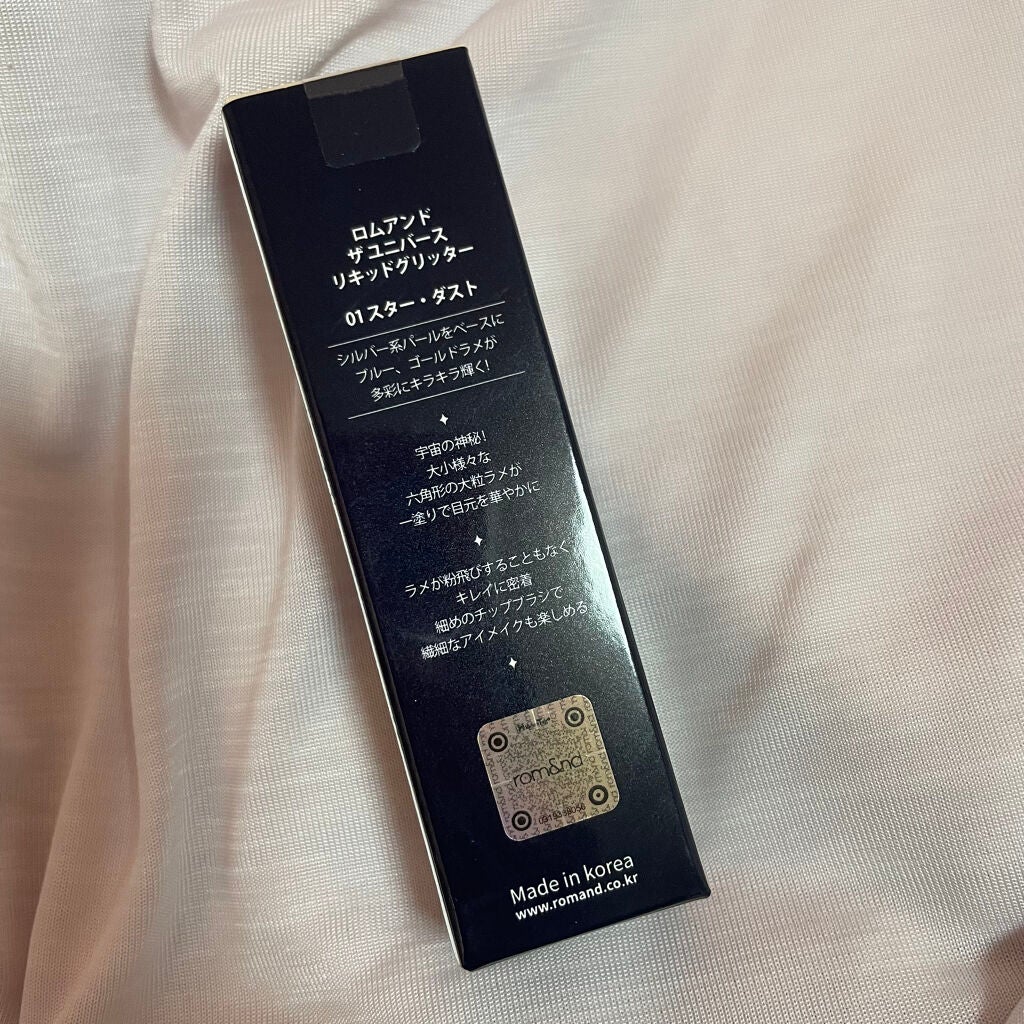 ロムアンド
ザ ユニバース
リキッドグリッター
01 スター・ダスト
シルバー系パールをベースに
ブルー、ゴールドラメが
多彩にキラキラ輝く!
宇宙の神秘!
大小様々な
六角形の大粒ラメが
一塗りで目元を華やかに
ラメが粉飛びすることもなく
キレイに密着
細めのチップブラシで
繊細なアイメイクも楽しめる
rom&nd
Made in korea
www.romand.co.kr